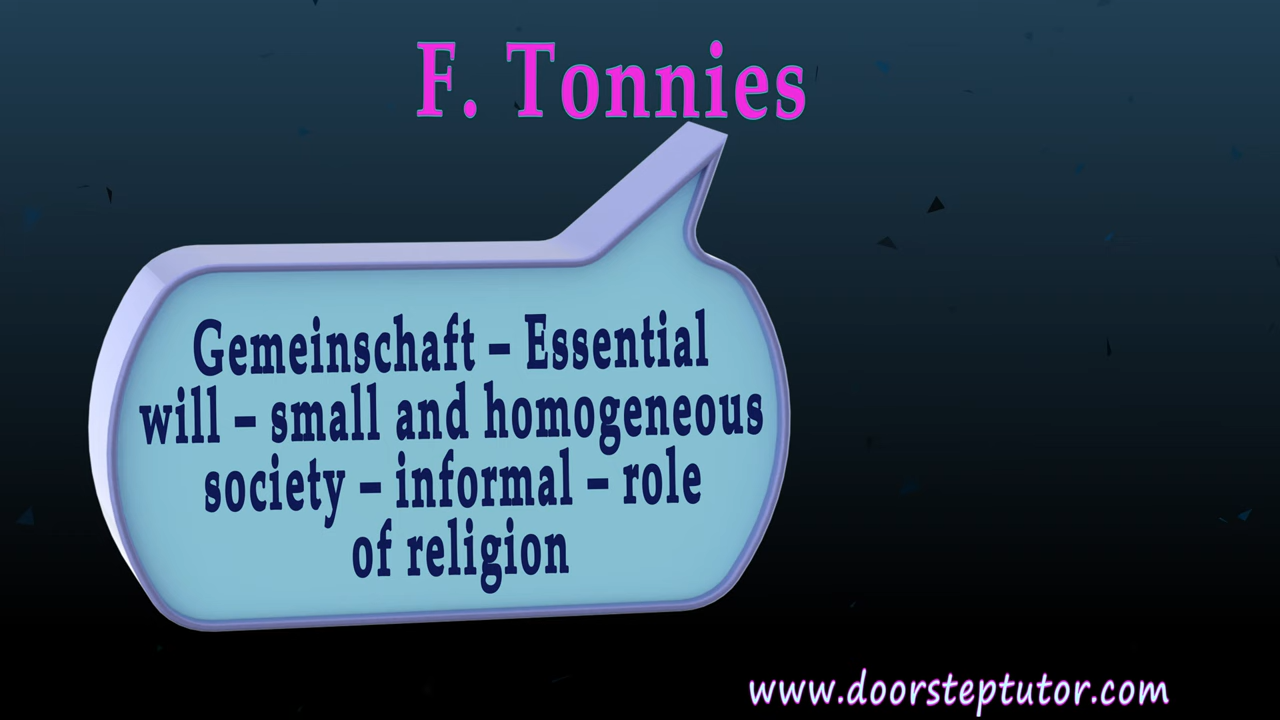 F. Tonnies
Gemeinschaft – Essential
will – small and homogeneous
society – informal – role
of religion
www.doorsteptutor.com